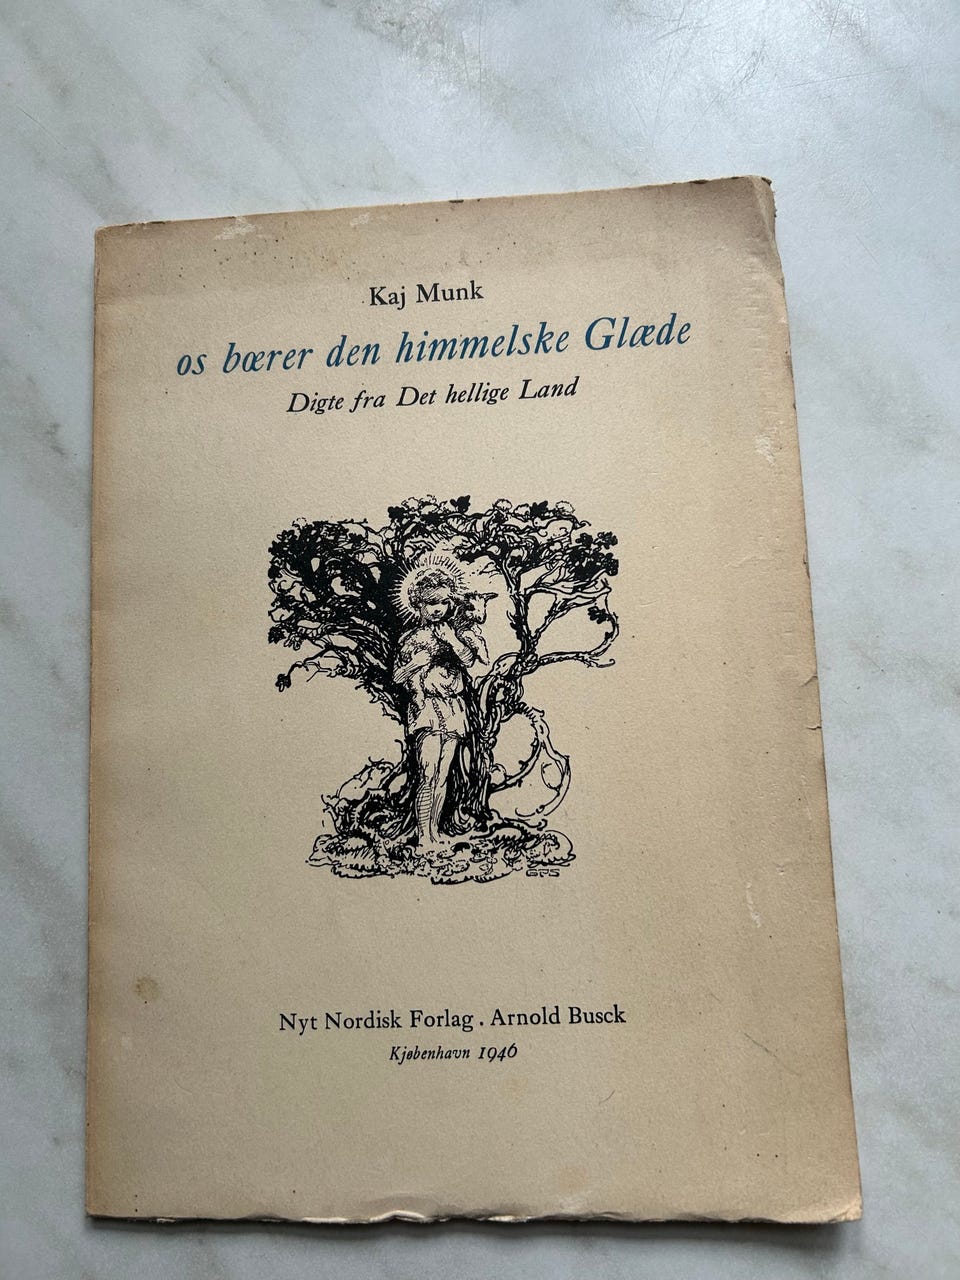 Kaj Munk
os bærer den himmelske Glæde
Digte fra Det hellige Land
GPS
Nyt Nordisk Forlag . Arnold Busck
Kjøbenhavn 1946